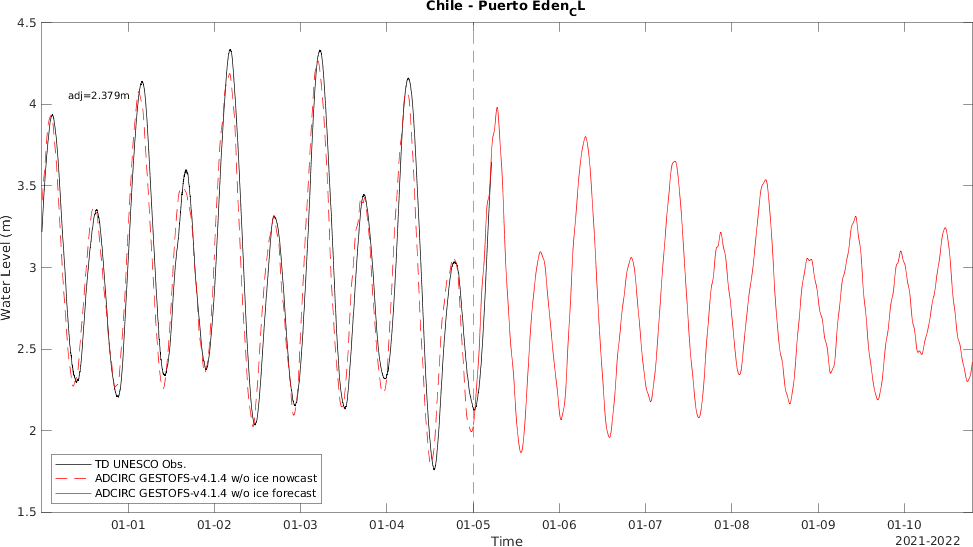 Chile - Puerto Eden_CL
4.5
4
3.5
3
2.5
2
1.5
Water Level (m)
adj=2.379m
TD UNESCO Obs.
ADCIRC GESTOFS-v4.1.4 w/o ice nowcast
ADCIRC GESTOFS-v4.1.4 w/o ice forecast
01-01 01-02 01-03 01-04 01-05 01-06 01-07 01-08 01-09 01-10
Time
2021-2022